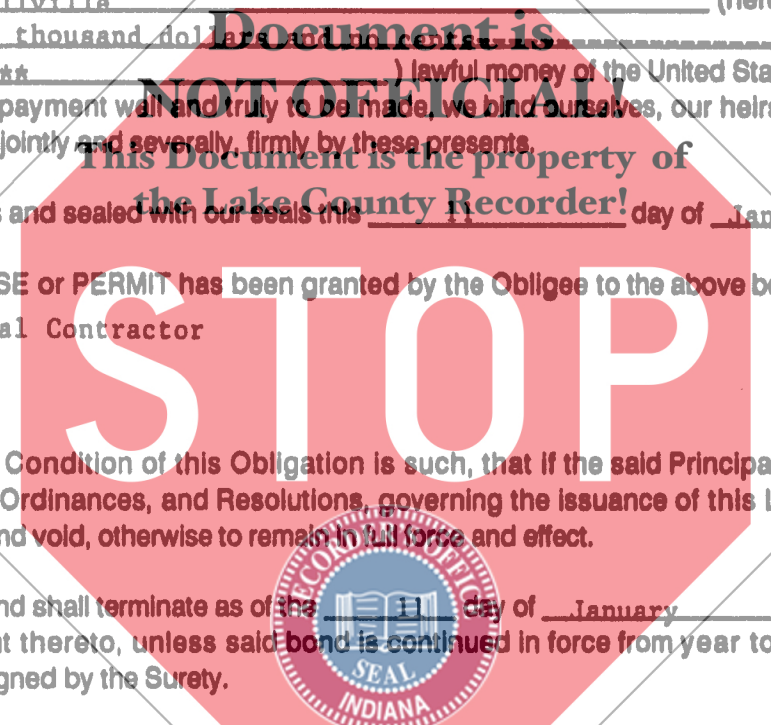 (here
thousand dollars and no cents
Document is
** ) lawful money of the United Sta
NOT OFFICIAL!
payment well and truly to be made, we bind ourselves, our heirs
jointly and severally, firmly by these presents.
This Document is the property of
the Lake County Recorder!
s and sealed with our seals this 11 day of Jan
SE or PERMIT has been granted by the Obligee to the above bo
al Contractor
STOP
Condition of this Obligation is such, that if the said Principa
Ordinances, and Resolutions, governing the issuance of this L
nd void, otherwise to remain in full force and effect.
RECORDER'S OFFICE
nd shall terminate as of the 11 day of January
nt thereto, unless said bond is continued in force from year to
SEAL
gned by the Surety.
INDIANA